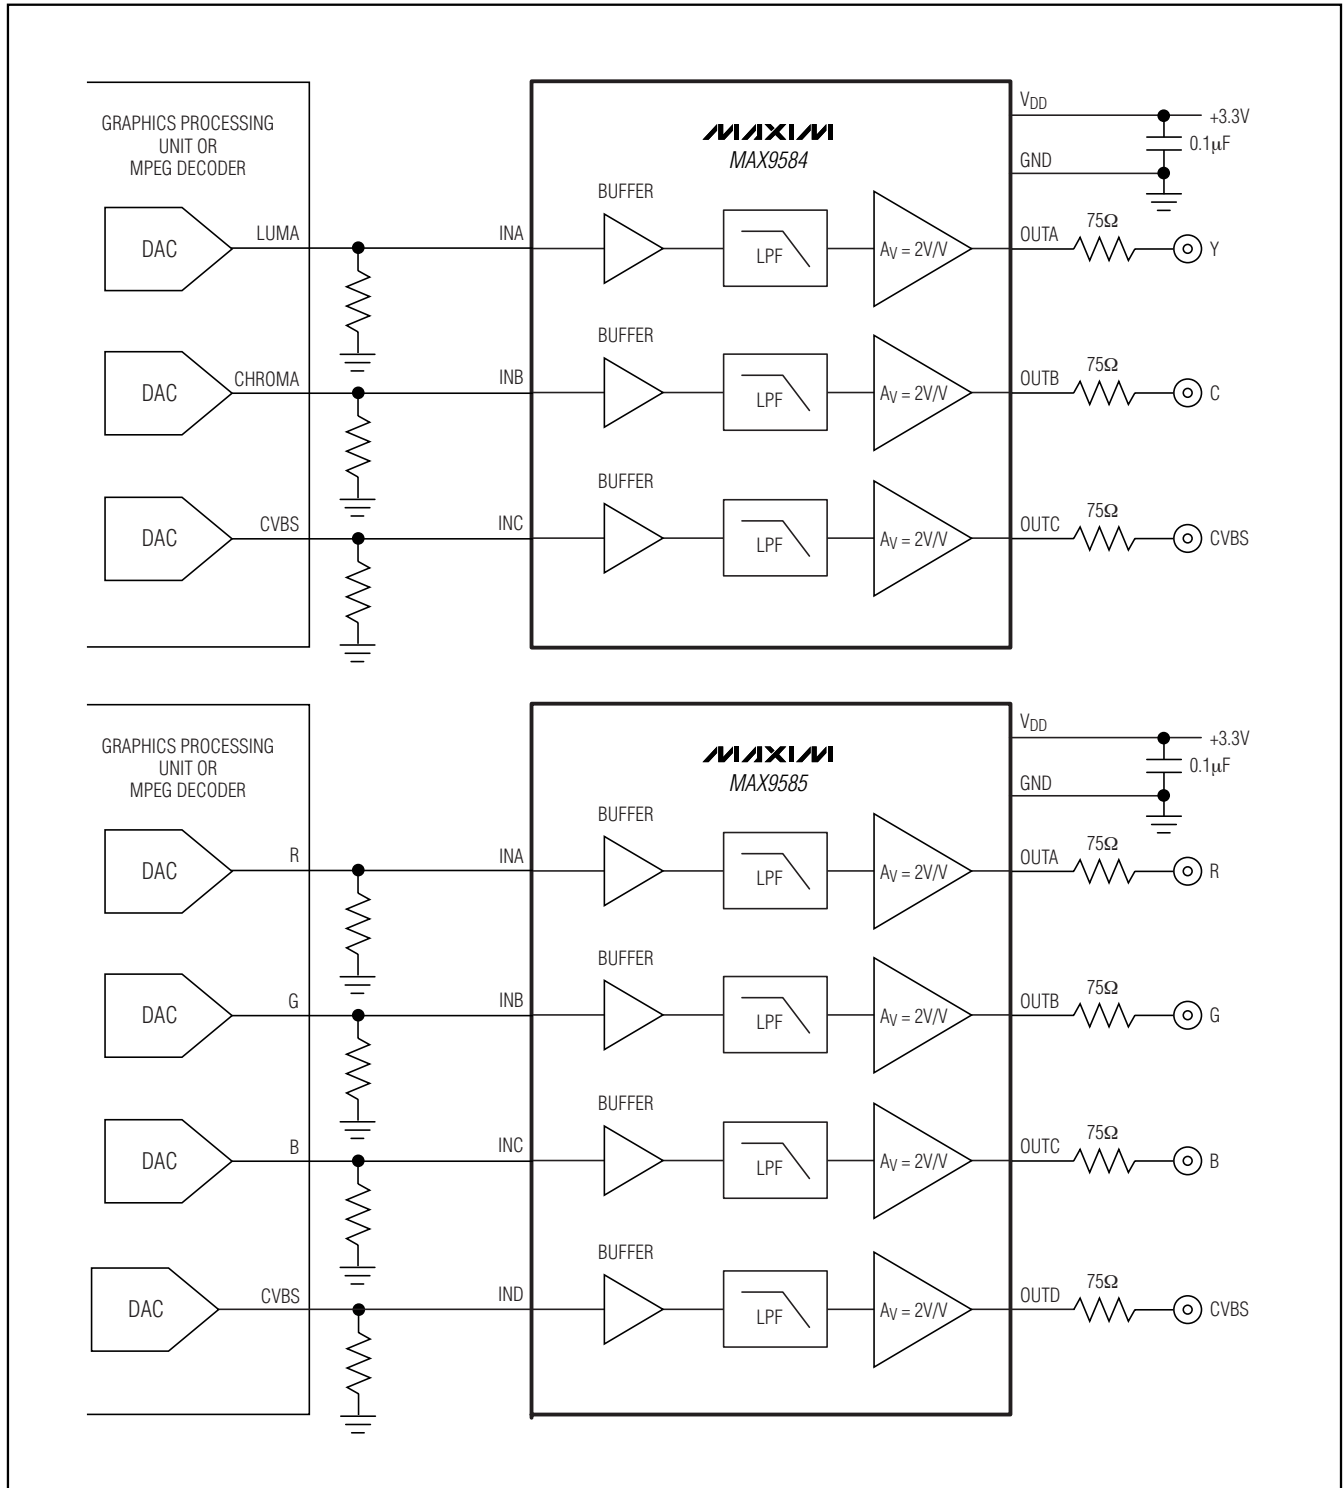 GRAPHICS PROCESSING
UNIT OR
MPEG DECODER
MAXIM
MAX9584
VDD
+3.3V
0.1μF
GND
BUFFER
DAC
LUMA
INA
LPF
AV = 2V/V
OUTA
75Ω
Y
BUFFER
DAC
CHROMA
INB
LPF
AV = 2V/V
OUTB
75Ω
C
BUFFER
DAC
CVBS
INC
LPF
AV = 2V/V
OUTC
75Ω
CVBS
GRAPHICS PROCESSING
UNIT OR
MPEG DECODER
MAXIM
MAX9585
VDD
+3.3V
0.1μF
GND
BUFFER
DAC
R
INA
LPF
AV = 2V/V
OUTA
75Ω
R
BUFFER
DAC
G
INB
LPF
AV = 2V/V
OUTB
75Ω
G
BUFFER
DAC
B
INC
LPF
AV = 2V/V
OUTC
75Ω
B
BUFFER
DAC
CVBS
IND
LPF
AV = 2V/V
OUTD
75Ω
CVBS